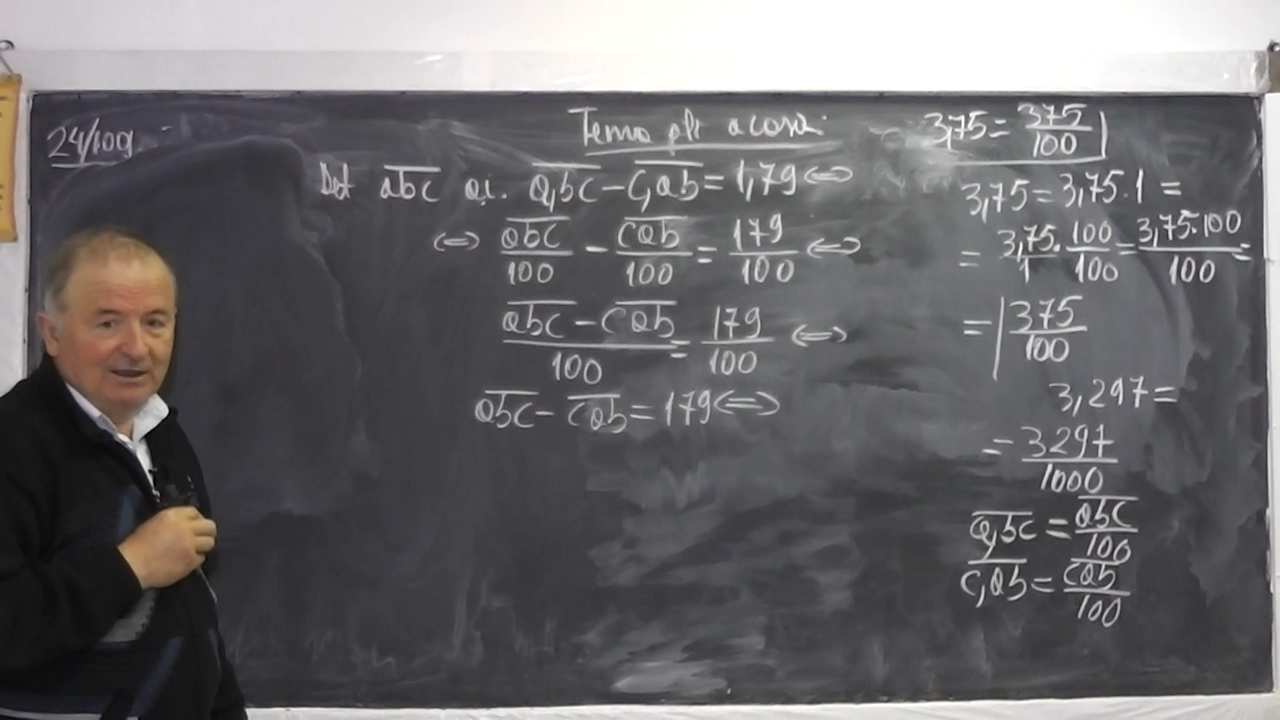 24/109
Tema pt. acasă:
Det abc a.î. a,bc - c,ab = 1,79 ⟺
⟺ abc/100 - cab/100 = 179/100 ⟺
abc - cab/100 = 179/100 ⟺
abc - cab = 179 ⟺
3,75 = 375/100
3,75 = 3,75 · 1 =
= 3,75/1 · 100/100 = 3,75·100/100 =
= 375/100
3,297 =
= 3297/1000
a,bc = abc/100
c,ab = cab/100